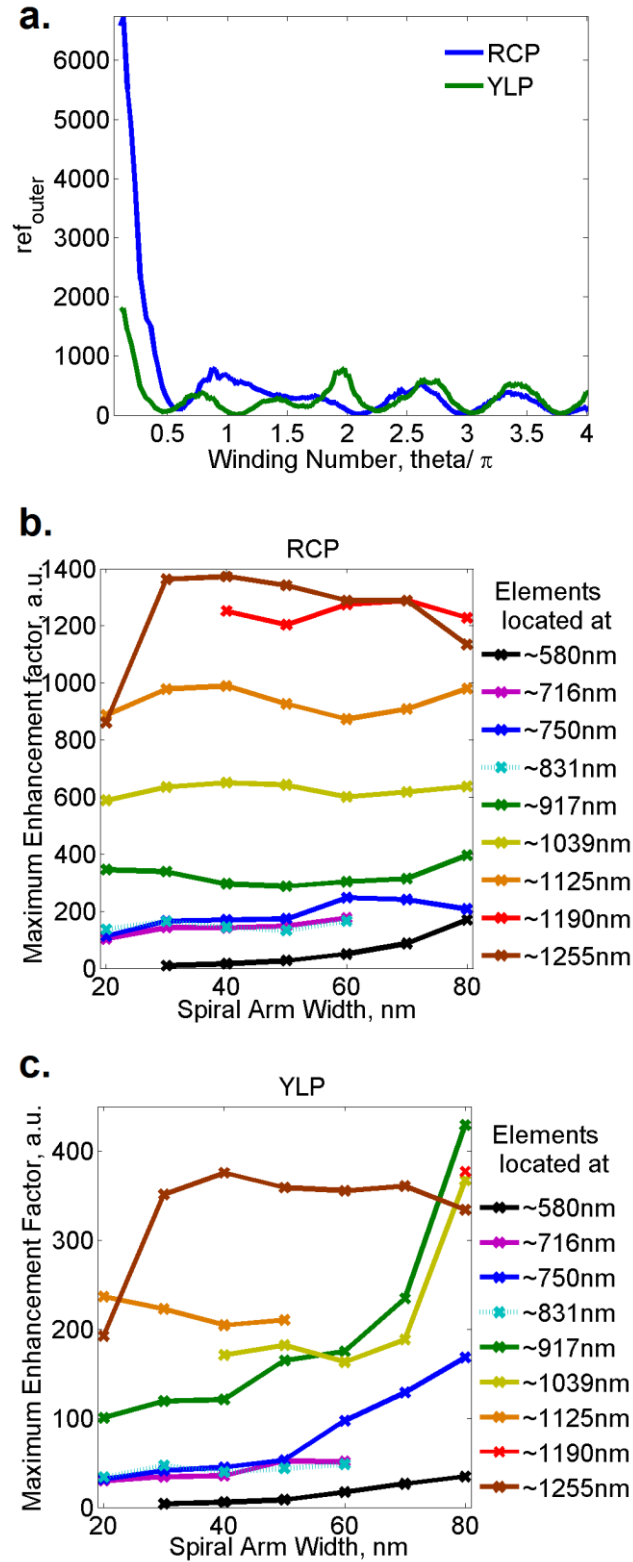 a.
6000
5000
4000
3000
2000
1000
0
ref_outer
RCP
YLP
0.5 1 1.5 2 2.5 3 3.5 4
Winding Number, theta/ π
b.
RCP
1400
1200
1000
800
600
400
200
0
Maximum Enhancement factor, a.u.
20 40 60 80
Spiral Arm Width, nm
Elements
located at
~580nm
~716nm
~750nm
~831nm
~917nm
~1039nm
~1125nm
~1190nm
~1255nm
c.
YLP
400
300
200
100
0
Maximum Enhancement Factor, a.u.
20 40 60 80
Spiral Arm Width, nm
Elements
located at
~580nm
~716nm
~750nm
~831nm
~917nm
~1039nm
~1125nm
~1190nm
~1255nm